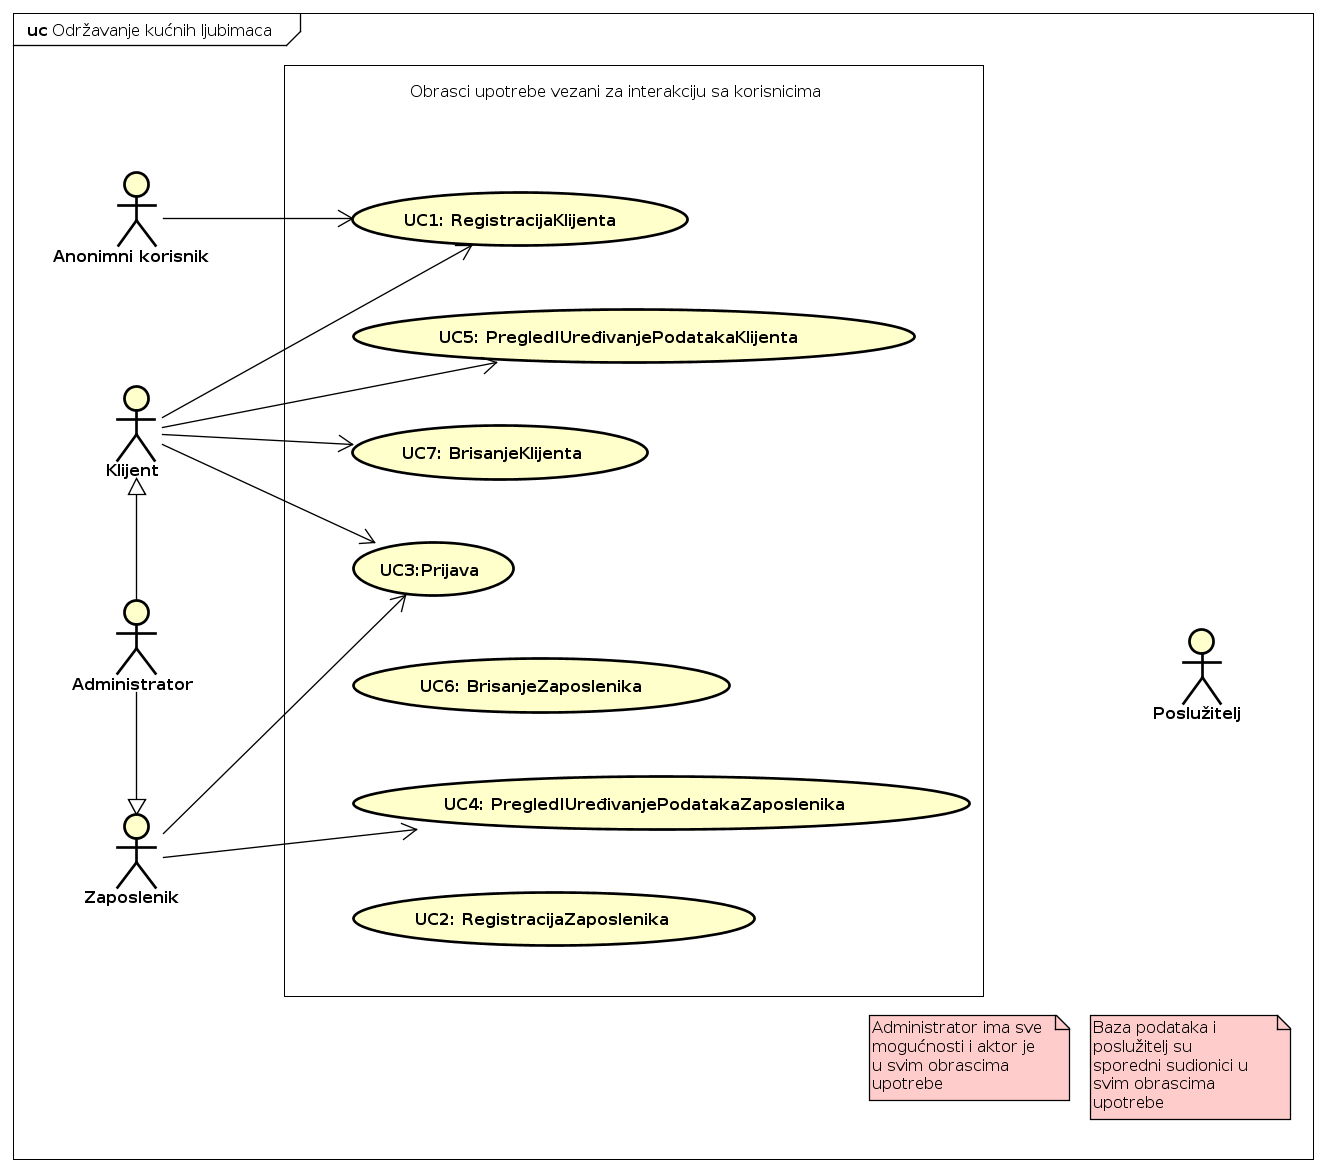 uc Održavanje kućnih ljubimaca
Obrasci upotrebe vezani za interakciju sa korisnicima
UC1: RegistracijaKlijenta
Anonimni korisnik
UC5: PregledIUređivanjePodatakaKlijenta
UC7: BrisanjeKlijenta
Klijent
UC3:Prijava
UC6: BrisanjeZaposlenika
Administrator
Poslužitelj
UC4: PregledIUređivanjePodatakaZaposlenika
Zaposlenik
UC2: RegistracijaZaposlenika
Administrator ima sve
mogućnosti i aktor je
u svim obrascima
upotrebe
Baza podataka i
poslužitelj su
sporedni sudionici u
svim obrascima
upotrebe